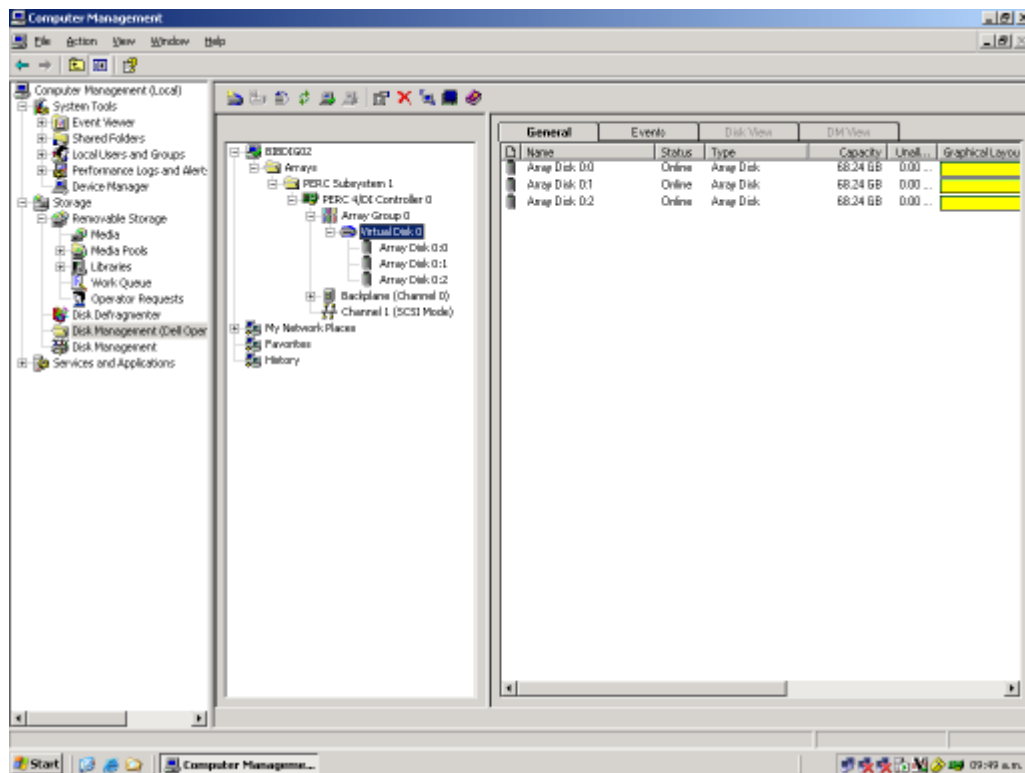 Computer Management
File Action View Window Help
Computer Management (Local)
System Tools
Event Viewer
Shared Folders
Local Users and Groups
Performance Logs and Alert
Device Manager
Storage
Removable Storage
Media
Media Pools
Libraries
Work Queue
Operator Requests
Disk Defragmenter
Disk Management (Dell Oper
Disk Management
Services and Applications
Arrays
PERC Subsystem 1
PERC 4/DI Controller 0
Array Group 0
Virtual Disk 0
Array Disk 0:0
Array Disk 0:1
Array Disk 0:2
Backplane (Channel 0)
Channel 1 (SCSI Mode)
My Network Places
Favorites
History
General Events Disk View DM View
Name Status Type Capacity Unall... Graphical Layou
Array Disk 0:0 Online Array Disk 68.24 GB 0.00 ...
Array Disk 0:1 Online Array Disk 68.24 GB 0.00 ...
Array Disk 0:2 Online Array Disk 68.24 GB 0.00 ...
Start Computer Manageme... 09:49 a.m.